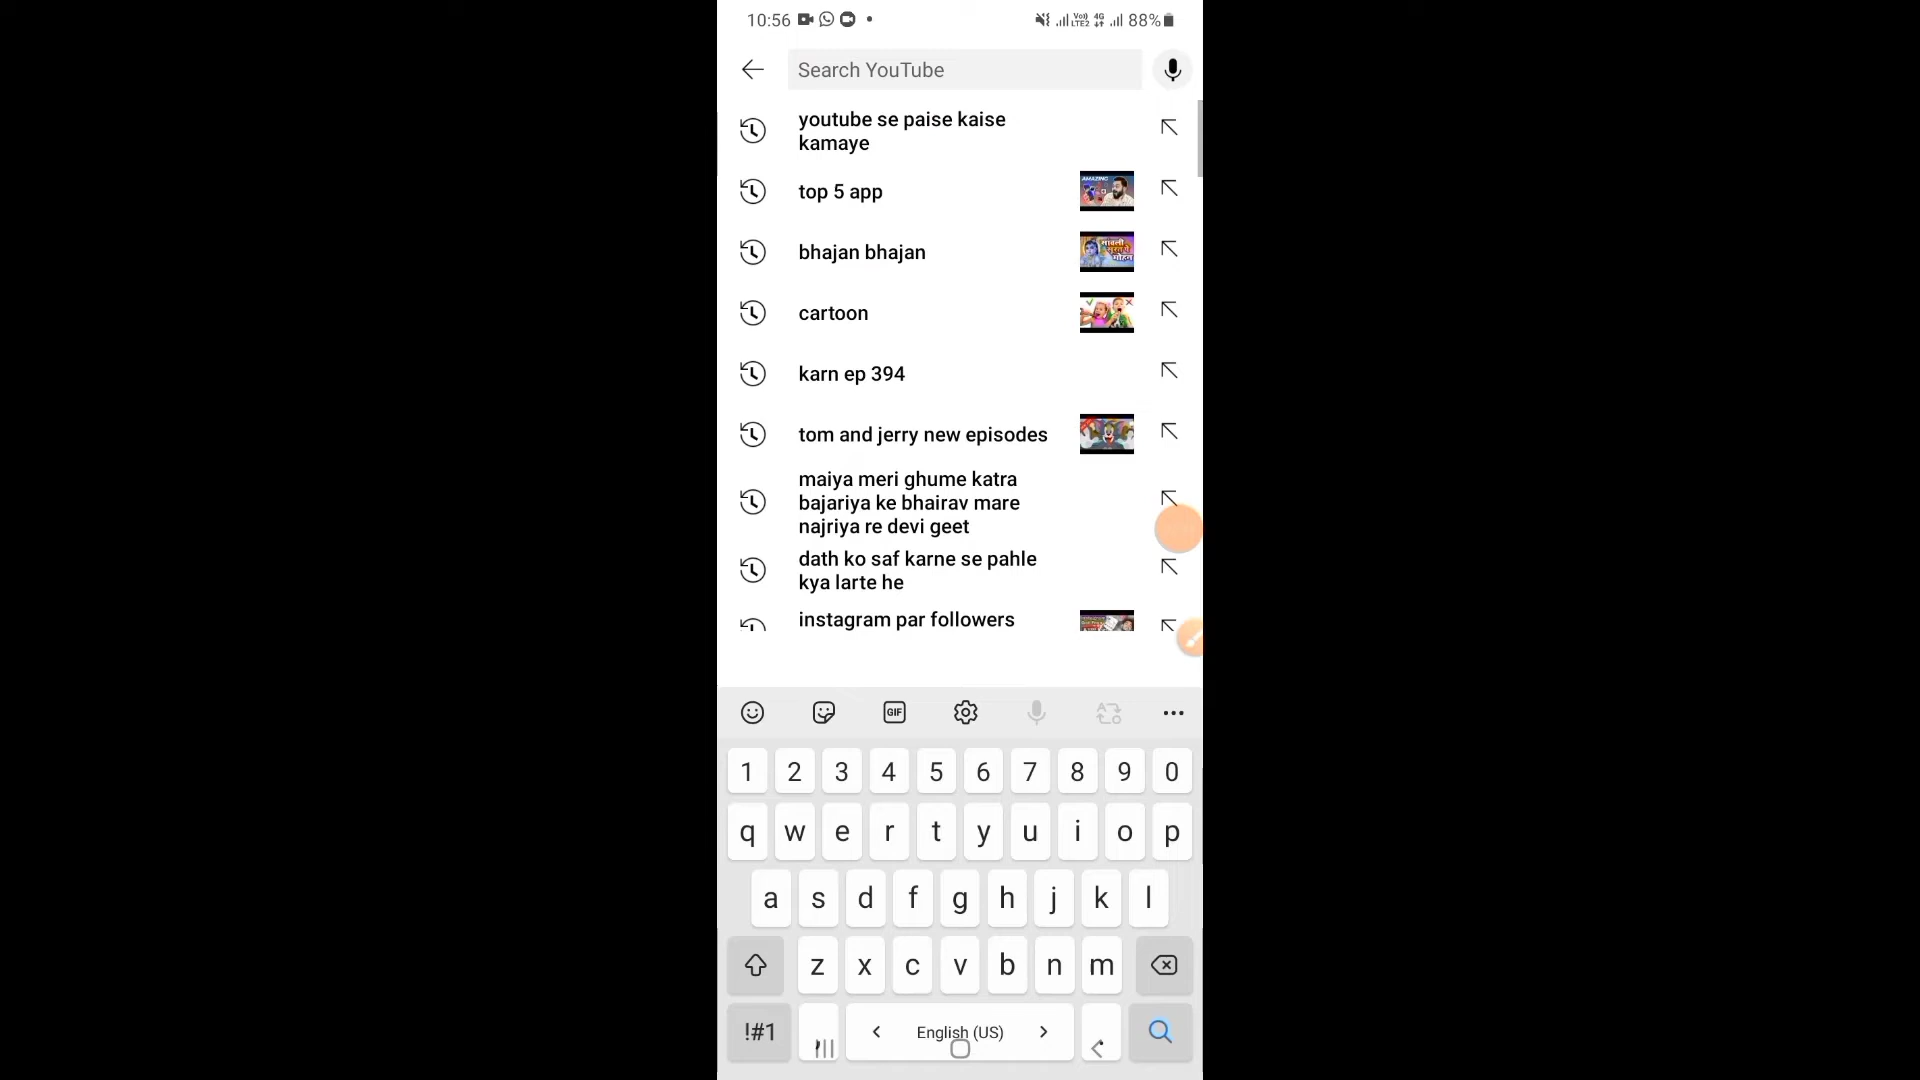 10:56 88%
Search YouTube
youtube se paise kaise
kamaye
top 5 app
AMAZING
bhajan bhajan
cartoon
karn ep 394
tom and jerry new episodes
maiya meri ghume katra
bajariya ke bhairav mare
najriya re devi geet
dath ko saf karne se pahle
kya larte he
instagram par followers
GIF
1 2 3 4 5 6 7 8 9 0
q w e r t y u i o p
a s d f g h j k l
z x c v b n m
!#1 , English (US) .